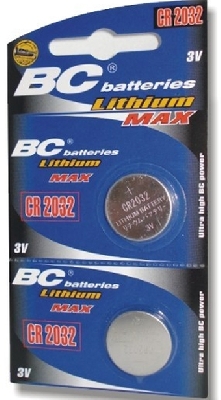 CR 2032
BC® batteries
3V
Lithium
MAX
BC® batteries
Lithium
MAX
CR 2032
3V
+
CR2032
LITHIUM BATTERY
3V
Ultra high BC power
BC® batteries
Lithium
MAX
CR 2032
3V
Ultra high BC power